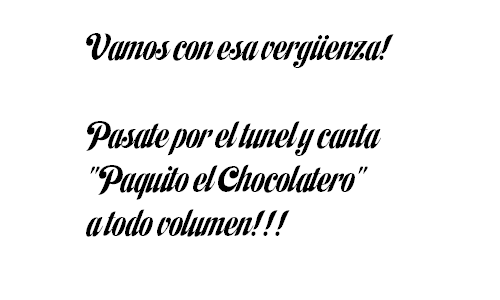 Vamos con esa vergüenza!
Pasate por el tunel y canta
"Paquito el Chocolatero"
a todo volumen!!!